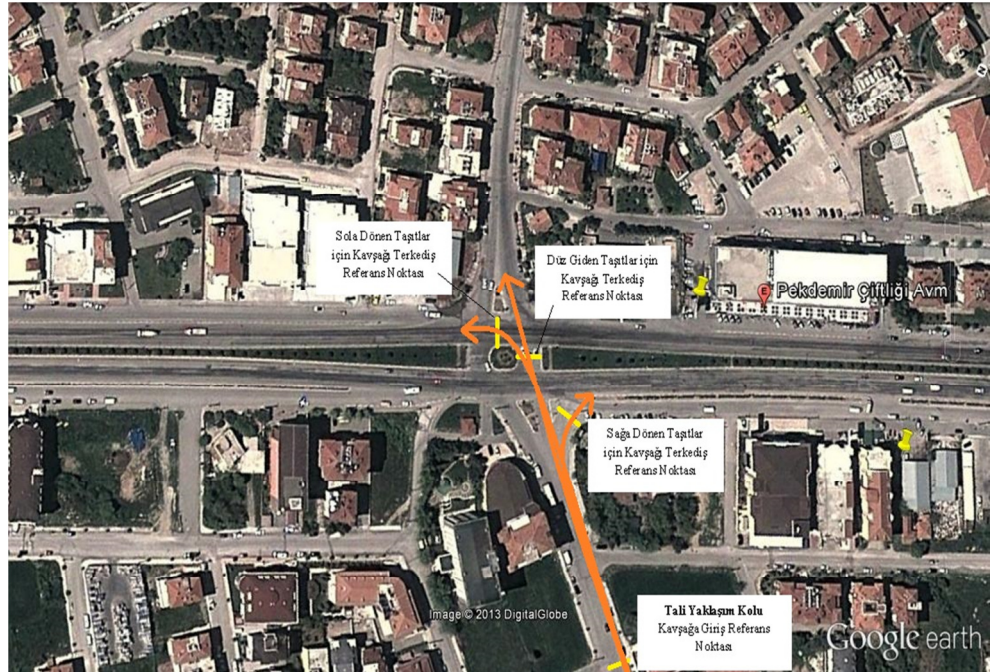 Sola Dönen Taşıtlar
için Kavşağı Terkediş
Referans Noktası
Düz Giden Taşıtlar için
Kavşağı Terkediş
Referans Noktası
E
Pekdemir Çiftliği Avm
Sağa Dönen Taşıtlar
için Kavşağı Terkediş
Referans Noktası
Tali Yaklaşım Kolu
Kavşağa Giriş Referans
Noktası
Image © 2013 DigitalGlobe
Google earth